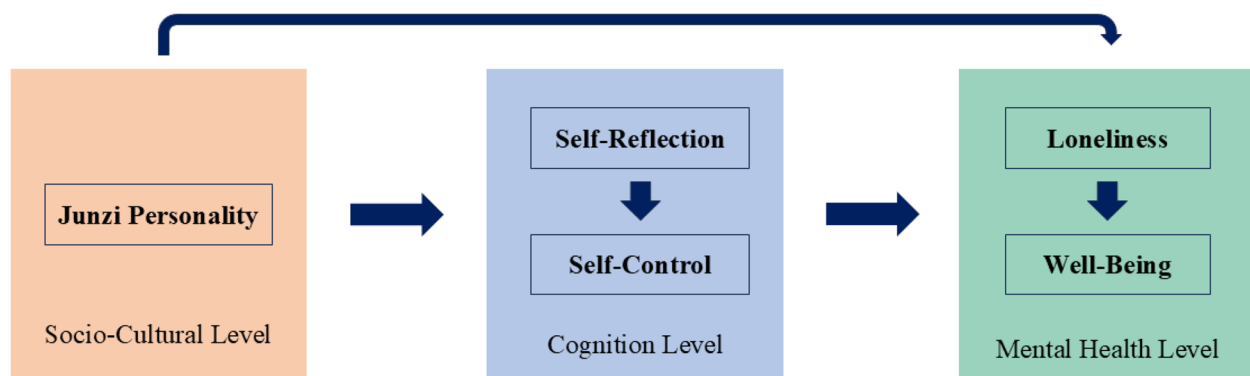 Junzi Personality
Socio-Cultural Level
Self-Reflection
Self-Control
Cognition Level
Loneliness
Well-Being
Mental Health Level